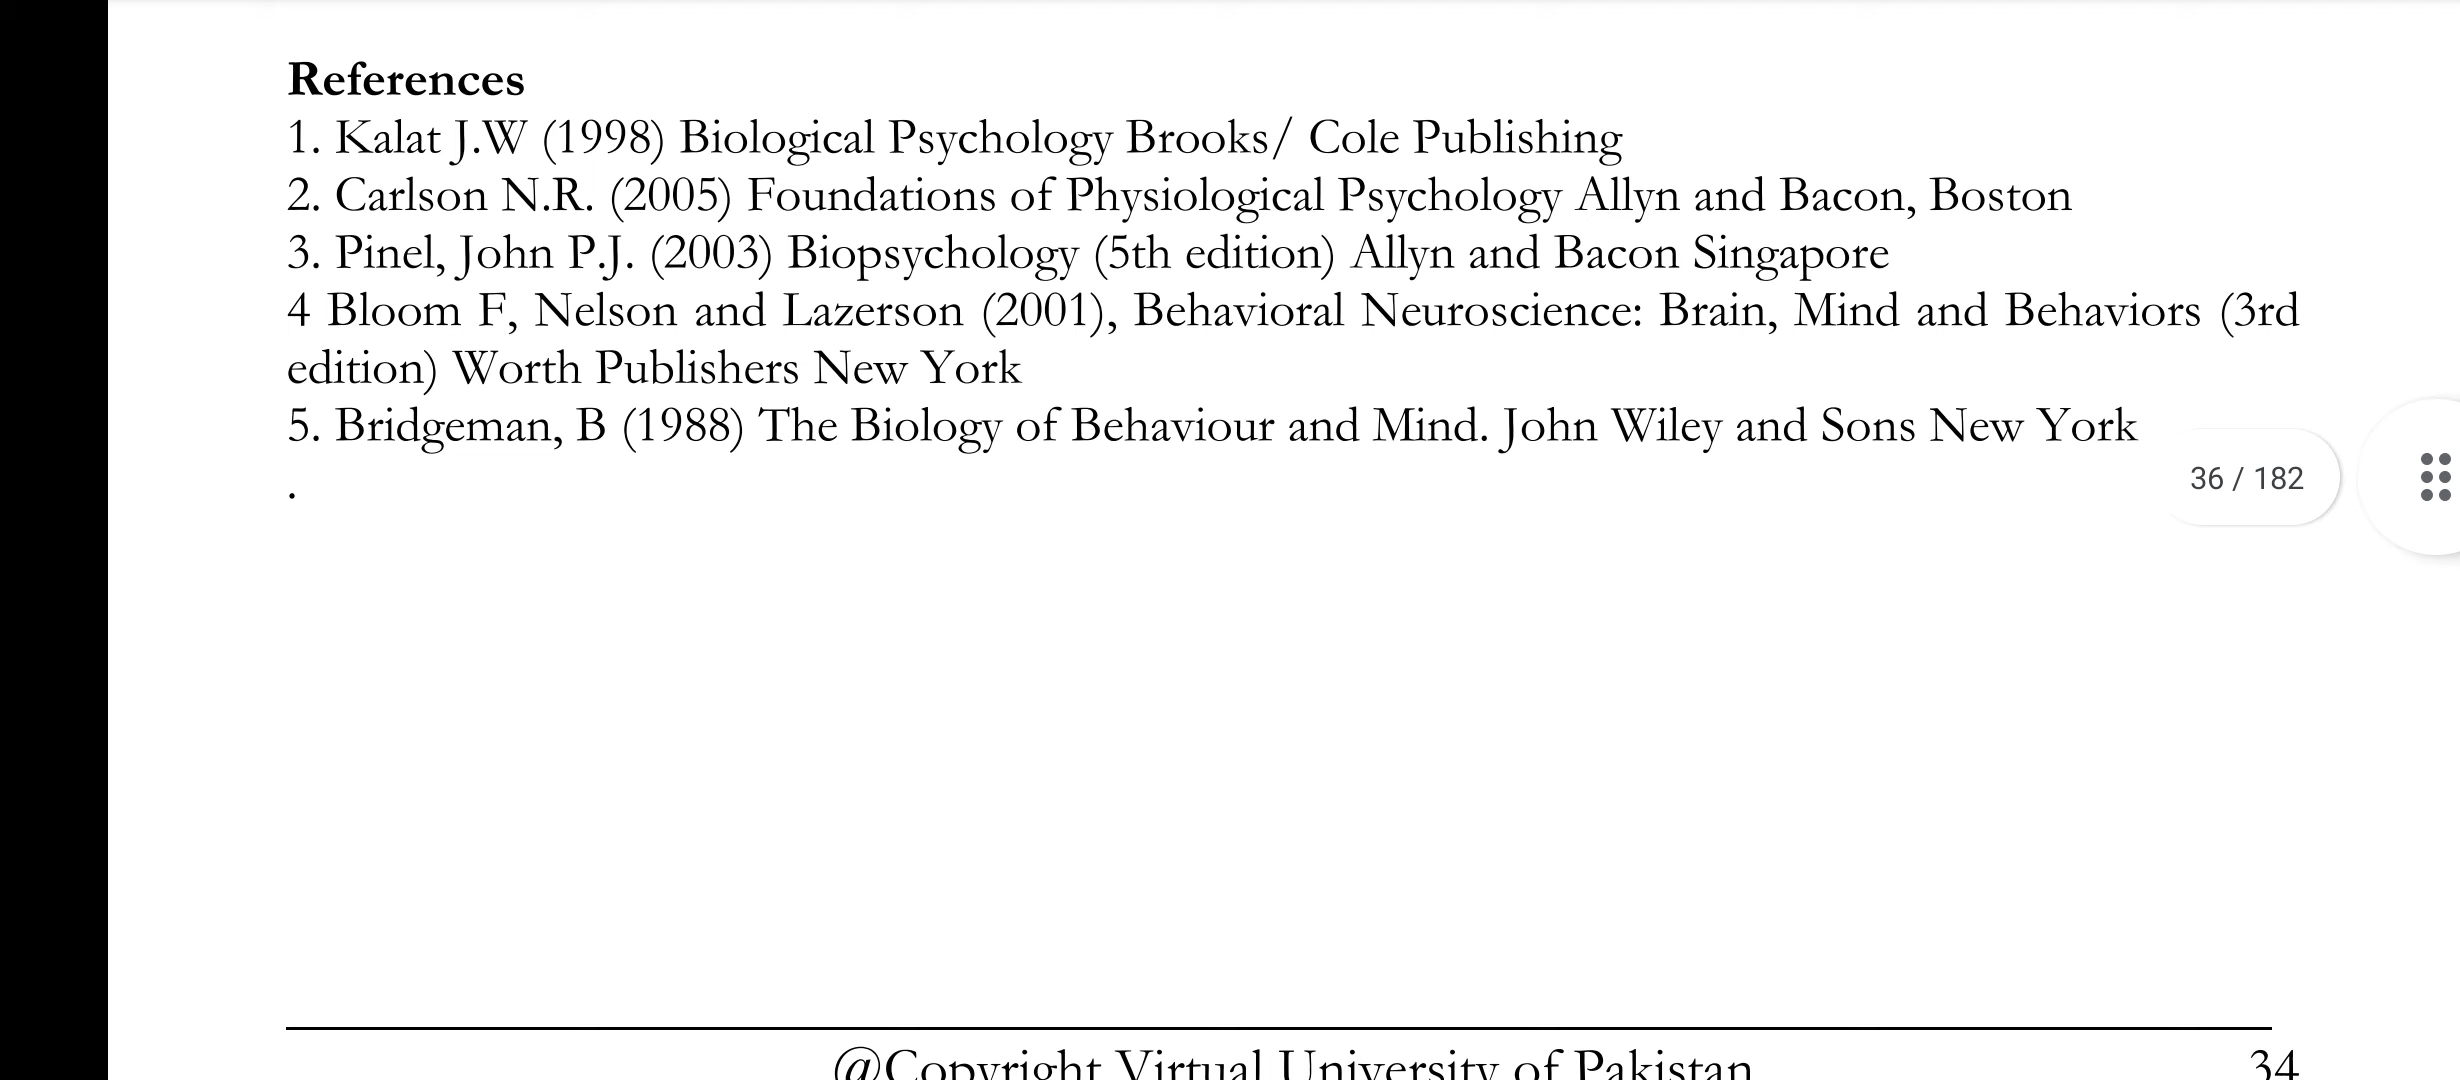 References
1. Kalat J.W (1998) Biological Psychology Brooks/ Cole Publishing
2. Carlson N.R. (2005) Foundations of Physiological Psychology Allyn and Bacon, Boston
3. Pinel, John P.J. (2003) Biopsychology (5th edition) Allyn and Bacon Singapore
4 Bloom F, Nelson and Lazerson (2001), Behavioral Neuroscience: Brain, Mind and Behaviors (3rd
edition) Worth Publishers New York
5. Bridgeman, B (1988) The Biology of Behaviour and Mind. John Wiley and Sons New York
36 / 182
.
@Copyright Virtual University of Pakistan 34